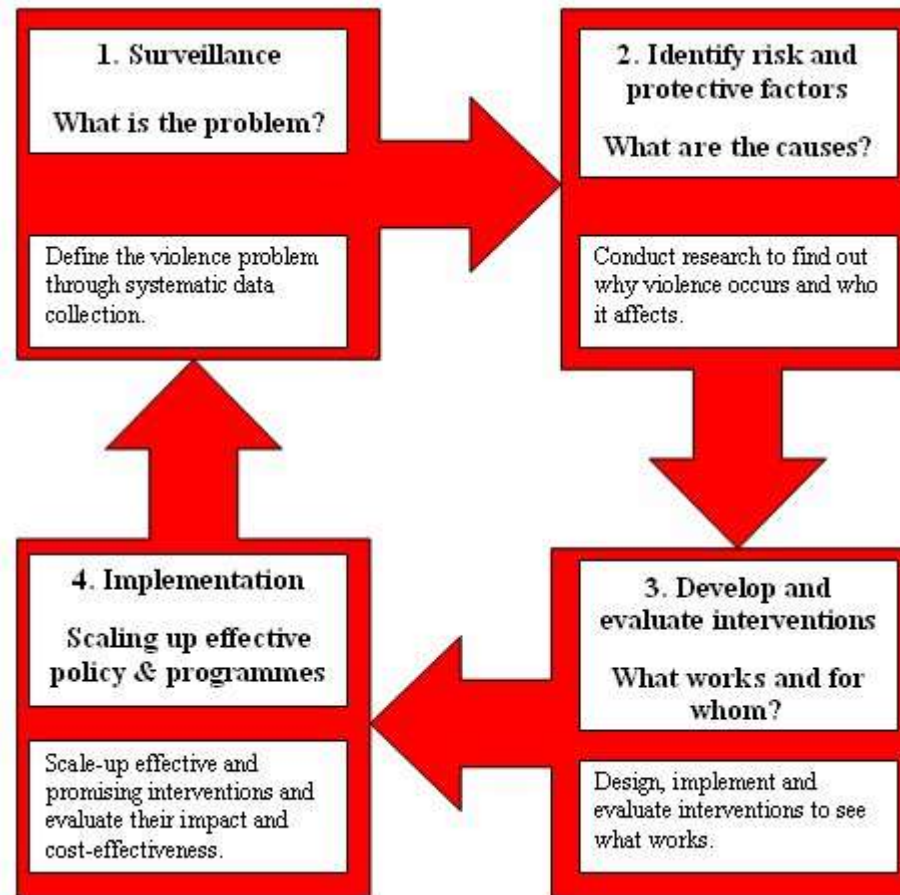 1. Surveillance
What is the problem?
Define the violence problem
through systematic data
collection.
2. Identify risk and
protective factors
What are the causes?
Conduct research to find out
why violence occurs and who
it affects.
3. Develop and
evaluate interventions
What works and for
whom?
Design, implement and
evaluate interventions to see
what works.
4. Implementation
Scaling up effective
policy & programmes
Scale-up effective and
promising interventions and
evaluate their impact and
cost-effectiveness.